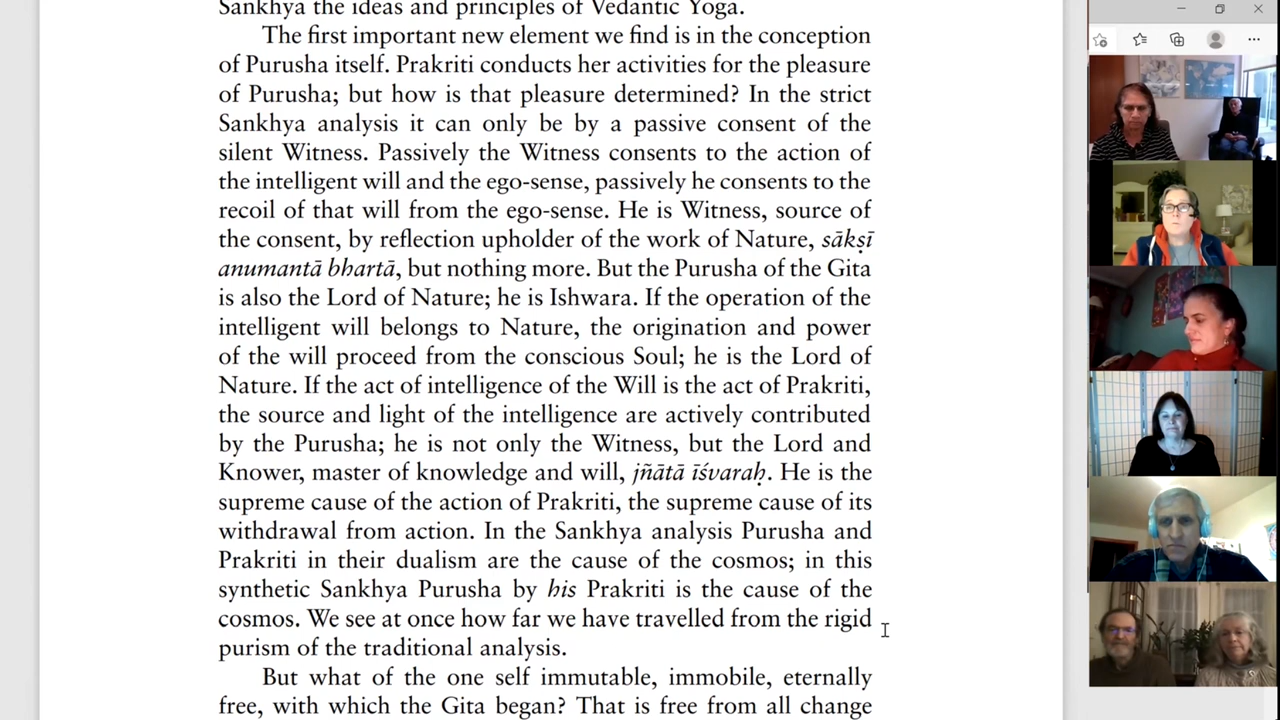 Sankhya the ideas and principles of Vedantic Yoga.
The first important new element we find is in the conception
of Purusha itself. Prakriti conducts her activities for the pleasure
of Purusha; but how is that pleasure determined? In the strict
Sankhya analysis it can only be by a passive consent of the
silent Witness. Passively the Witness consents to the action of
the intelligent will and the ego-sense, passively he consents to the
recoil of that will from the ego-sense. He is Witness, source of
the consent, by reflection upholder of the work of Nature, sākṣī
anumantā bhartā, but nothing more. But the Purusha of the Gita
is also the Lord of Nature; he is Ishwara. If the operation of the
intelligent will belongs to Nature, the origination and power
of the will proceed from the conscious Soul; he is the Lord of
Nature. If the act of intelligence of the Will is the act of Prakriti,
the source and light of the intelligence are actively contributed
by the Purusha; he is not only the Witness, but the Lord and
Knower, master of knowledge and will, jñātā īśvaraḥ. He is the
supreme cause of the action of Prakriti, the supreme cause of its
withdrawal from action. In the Sankhya analysis Purusha and
Prakriti in their dualism are the cause of the cosmos; in this
synthetic Sankhya Purusha by his Prakriti is the cause of the
cosmos. We see at once how far we have travelled from the rigid
purism of the traditional analysis.
But what of the one self immutable, immobile, eternally
free, with which the Gita began? That is free from all change